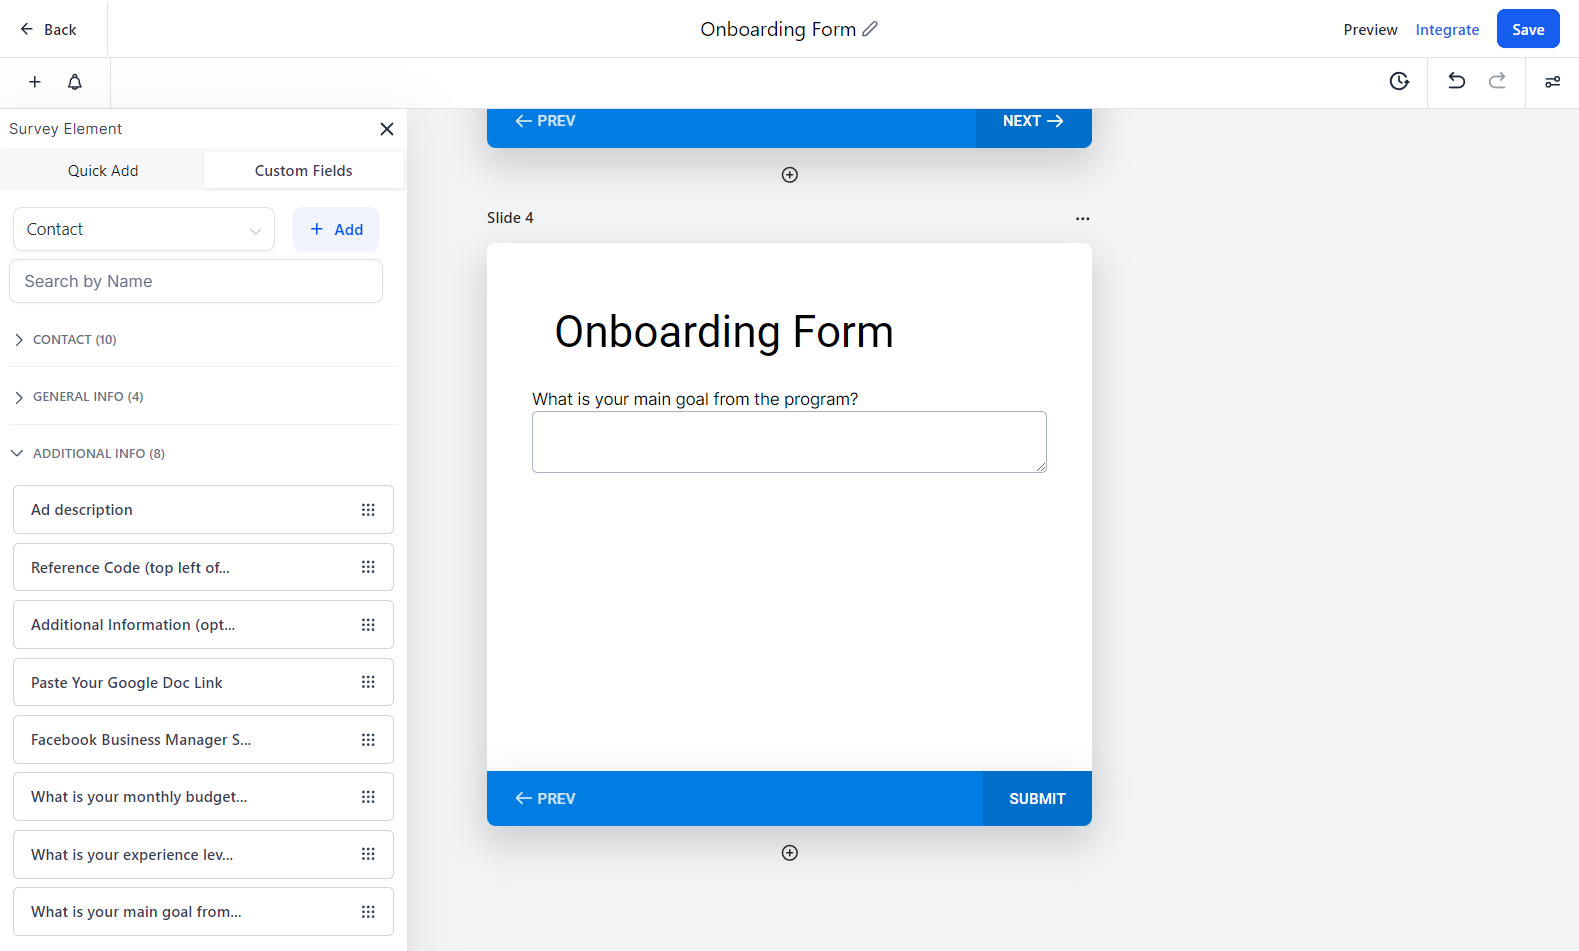 Back
Onboarding Form
Preview
Integrate
Save
Survey Element
Quick Add
Custom Fields
Contact
Add
Search by Name
CONTACT (10)
GENERAL INFO (4)
ADDITIONAL INFO (8)
Ad description
Reference Code (top left of...
Additional Information (opt...
Paste Your Google Doc Link
Facebook Business Manager S...
What is your monthly budget...
What is your experience lev...
What is your main goal from...
PREV
NEXT
Slide 4
Onboarding Form
What is your main goal from the program?
PREV
SUBMIT